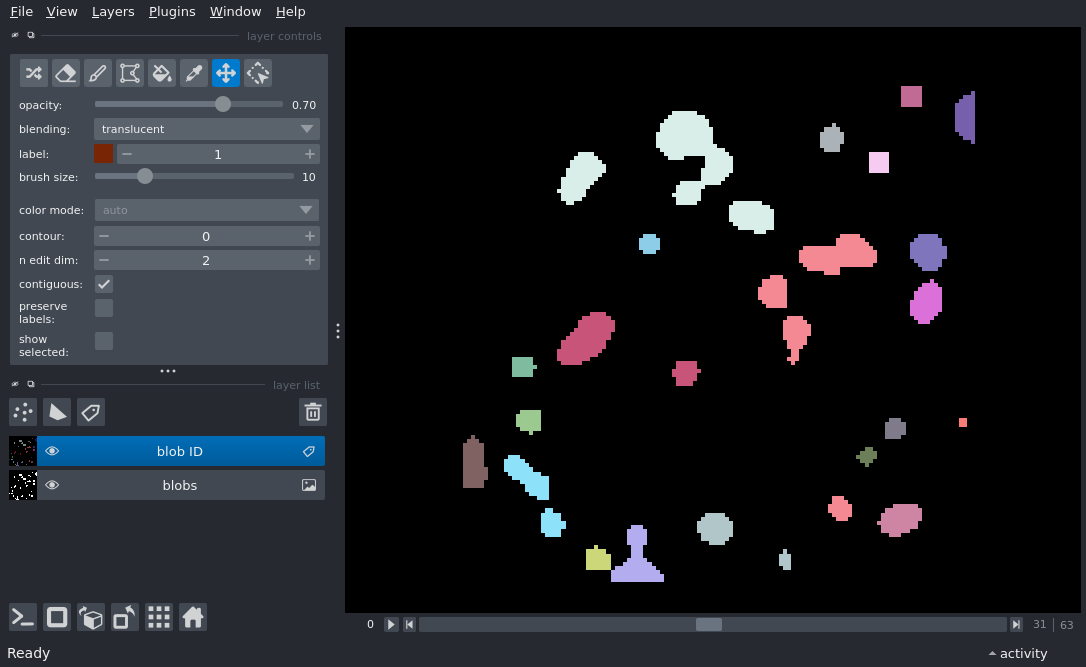 File View Layers Plugins Window Help
layer controls
opacity: 0.70
blending: translucent
label: 1
brush size: 10
color mode: auto
contour: 0
n edit dim: 2
contiguous:
preserve
labels:
show
selected:
layer list
blob ID
blobs
0 31 | 63
Ready activity